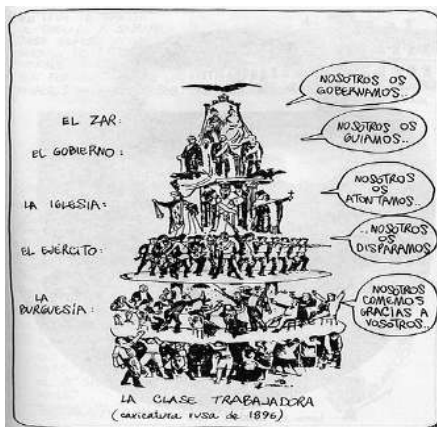 EL ZAR:
NOSOTROS OS
GOBERNAMOS..
EL GOBIERNO:
NOSOTROS OS
GUIAMOS..
LA IGLESIA:
NOSOTROS
OS
ATONTAMOS..
EL EJÉRCITO:
..NOSOTROS
OS
DISPARAMOS
LA
BURGUESÍA:
NOSOTROS
COMEMOS
GRACIAS A
VOSOTROS..
LA CLASE TRABAJADORA
(caricatura rusa de 1896)